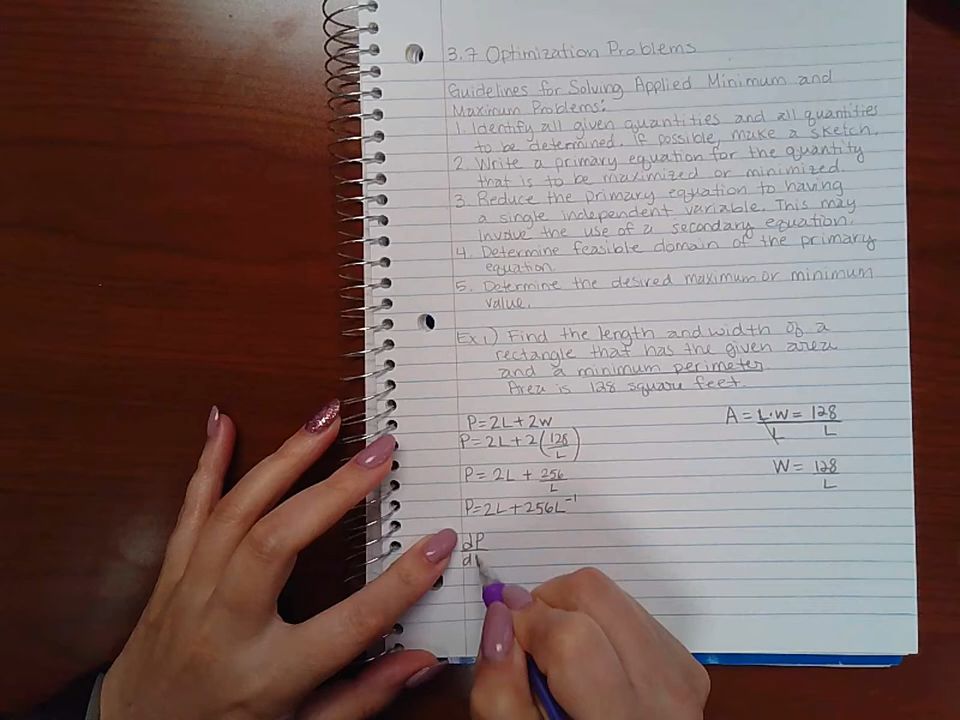 3.7 Optimization Problems
Guidelines for Solving Applied Minimum and
Maximum Problems:
1. Identify all given quantities and all quantities
to be determined. If possible, make a sketch.
2. Write a primary equation for the quantity
that is to be maximized or minimized.
3. Reduce the primary equation to having
a single independent variable. This may
involve the use of a secondary equation.
4. Determine feasible domain of the primary
equation.
5. Determine the desired maximum or minimum
value.
Ex 1) Find the length and width of a
rectangle that has the given area
and a minimum perimeter.
Area is 128 square feet.
P = 2L + 2W
P = 2L + 2(128/L)
P = 2L + 256/L
P = 2L + 256L⁻¹
dP
d
A = L·W = 128
L L
W = 128/L